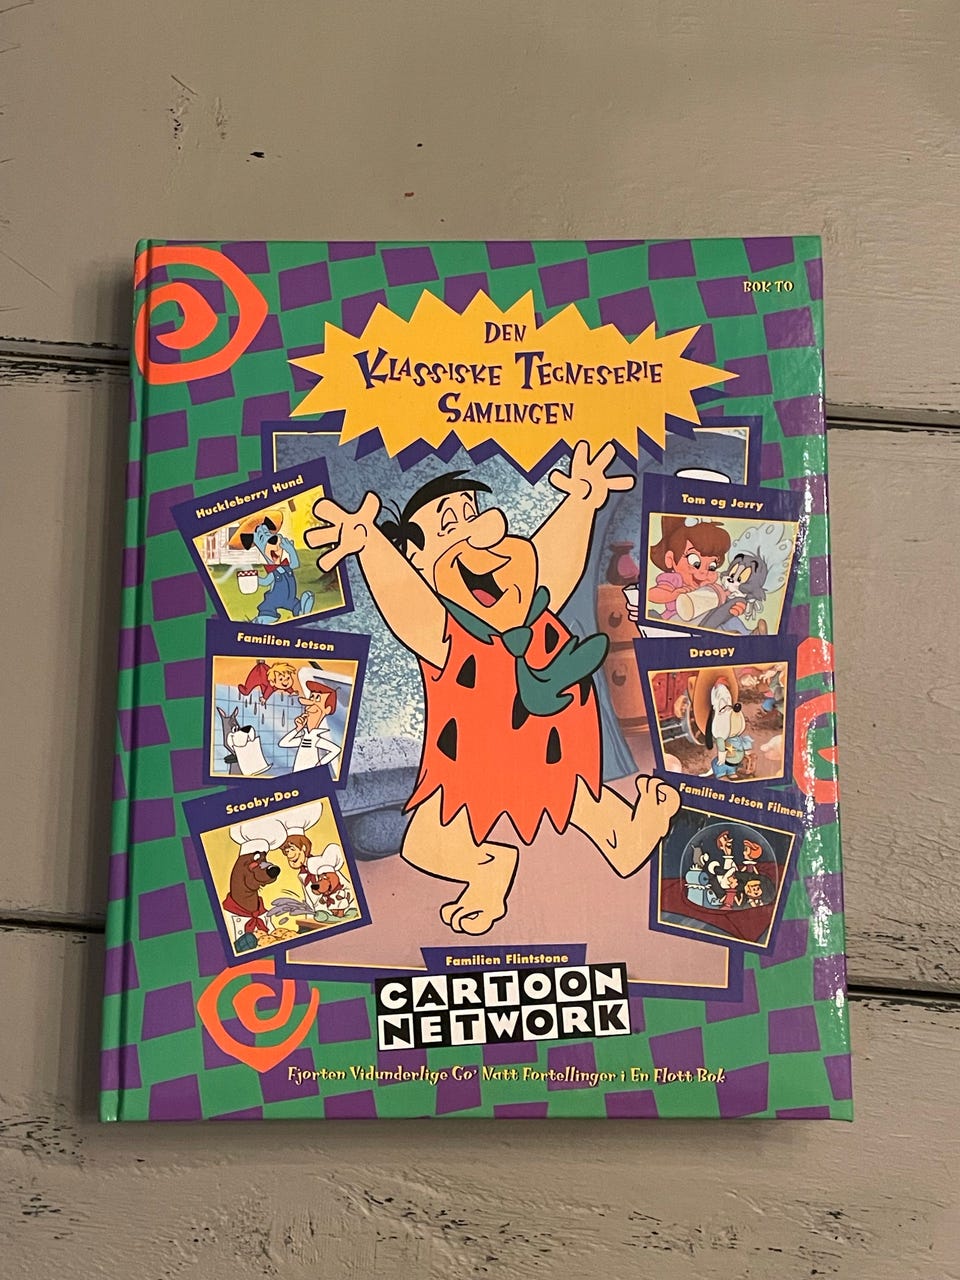 BOK TO
DEN
KLASSISKE TEGNESERIE
SAMLINGEN
Huckleberry Hund
Tom og Jerry
Familien Jetson
Droopy
Scooby-Doo
Familien Jetson Filmen
Familien Flintstone
CARTOON
NETWORK
Fjorten Vidunderlige Go' Natt Fortellinger i En Flott Bok